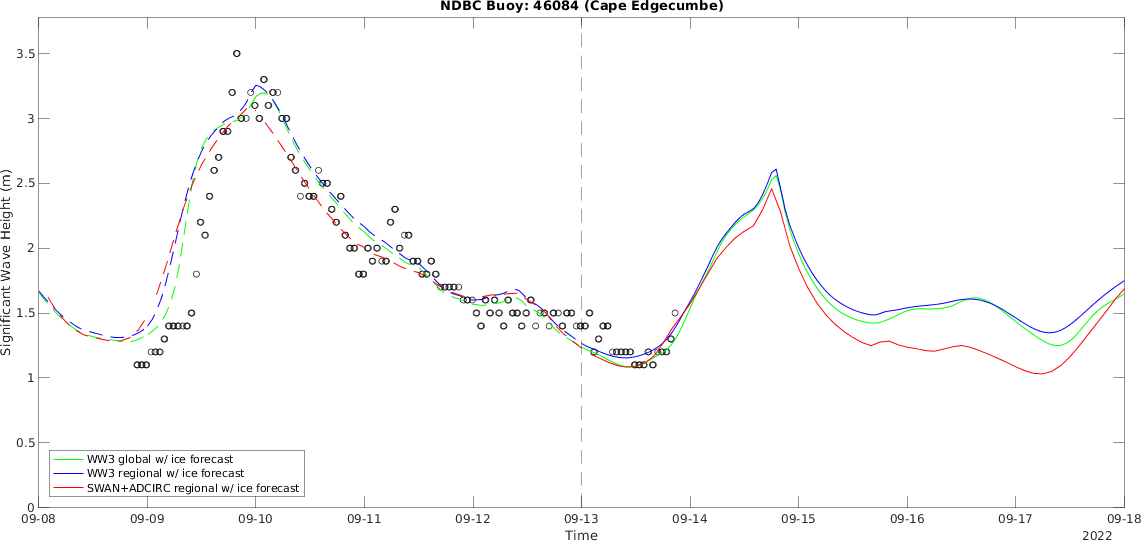 NDBC Buoy: 46084 (Cape Edgecumbe)
3.5
3
2.5
2
1.5
1
0.5
0
Significant Wave Height (m)
WW3 global w/ ice forecast
WW3 regional w/ ice forecast
SWAN+ADCIRC regional w/ ice forecast
09-08 09-09 09-10 09-11 09-12 09-13 09-14 09-15 09-16 09-17 09-18
Time 2022